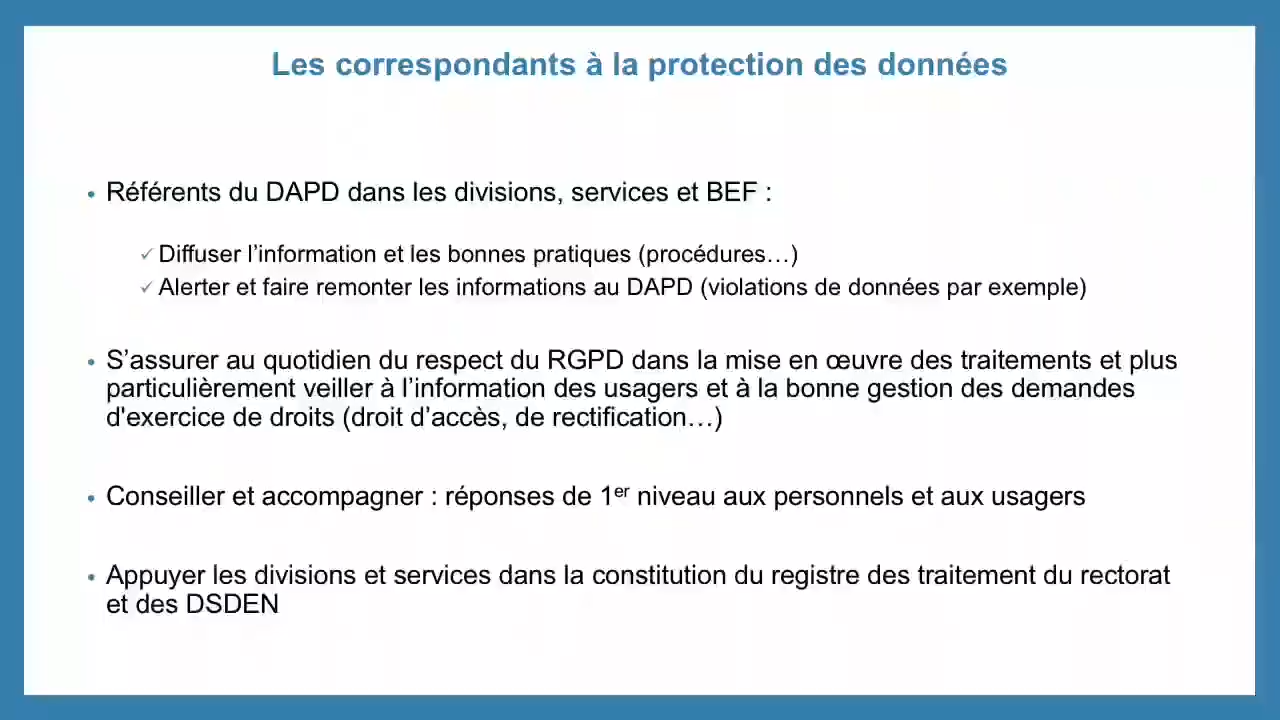 Les correspondants à la protection des données
• Référents du DAPD dans les divisions, services et BEF :
✓ Diffuser l’information et les bonnes pratiques (procédures…)
✓ Alerter et faire remonter les informations au DAPD (violations de données par exemple)
• S’assurer au quotidien du respect du RGPD dans la mise en œuvre des traitements et plus
particulièrement veiller à l’information des usagers et à la bonne gestion des demandes
d'exercice de droits (droit d’accès, de rectification…)
• Conseiller et accompagner : réponses de 1er niveau aux personnels et aux usagers
• Appuyer les divisions et services dans la constitution du registre des traitement du rectorat
et des DSDEN